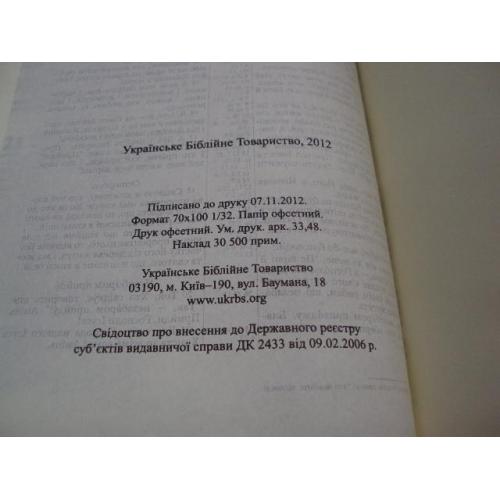 Українське Біблійне Товариство, 2012
Підписано до друку 07.11.2012.
Формат 70х100 1/32. Папір офсетний.
Друк офсетний. Ум. друк. арк. 33,48.
Наклад 30 500 прим.
Українське Біблійне Товариство
03190, м. Київ–190, вул. Баумана, 18
www.ukrbs.org
Свідоцтво про внесення до Державного реєстру
суб’єктів видавничої справи ДК 2433 від 09.02.2006 р.